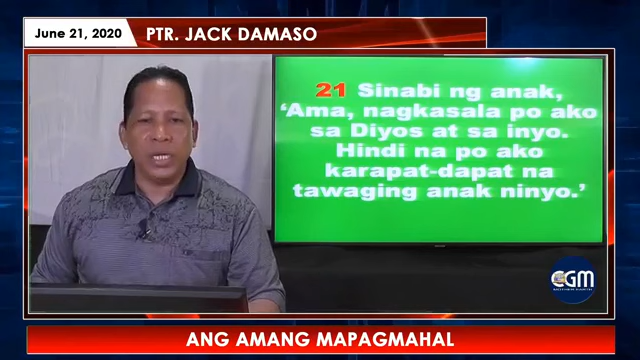 June 21, 2020
PTR. JACK DAMASO
21 Sinabi ng anak,
‘Ama, nagkasala po ako
sa Diyos at sa inyo.
Hindi na po ako
karapat-dapat na
tawaging anak ninyo.’
CGM
ANG AMANG MAPAGMAHAL